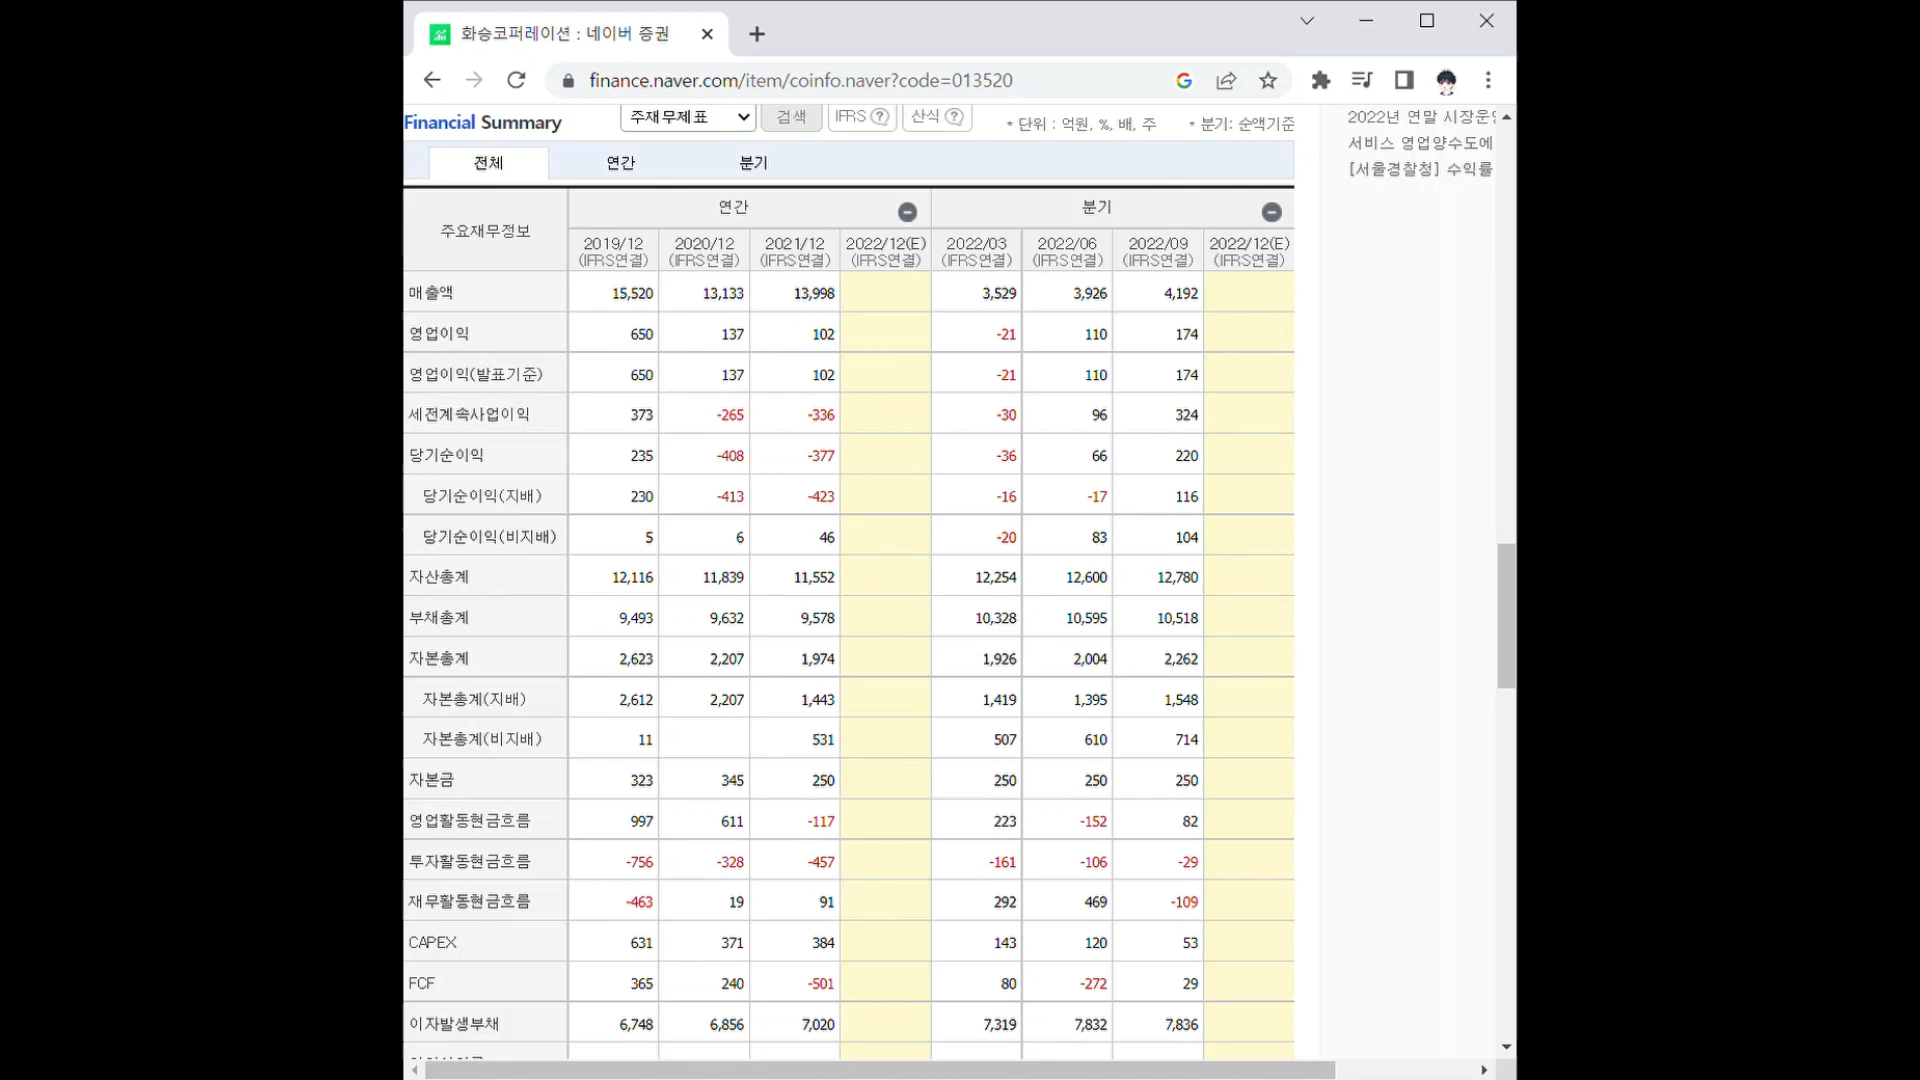 화승코퍼레이션 : 네이버 증권
finance.naver.com/item/coinfo.naver?code=013520
Financial Summary
주재무제표
검색
IFRS ?
산식 ?
* 단위 : 억원, %, 배, 주
* 분기: 순액기준
2022년 연말 시장운영
서비스 영업양수도에
[서울경찰청] 수익률
전체 연간 분기
주요재무정보 연간 분기
2019/12 2020/12 2021/12 2022/12(E) 2022/03 2022/06 2022/09 2022/12(E)
(IFRS연결) (IFRS연결) (IFRS연결) (IFRS연결) (IFRS연결) (IFRS연결) (IFRS연결) (IFRS연결)
매출액 15,520 13,133 13,998 3,529 3,926 4,192
영업이익 650 137 102 -21 110 174
영업이익(발표기준) 650 137 102 -21 110 174
세전계속사업이익 373 -265 -336 -30 96 324
당기순이익 235 -408 -377 -36 66 220
당기순이익(지배) 230 -413 -423 -16 -17 116
당기순이익(비지배) 5 6 46 -20 83 104
자산총계 12,116 11,839 11,552 12,254 12,600 12,780
부채총계 9,493 9,632 9,578 10,328 10,595 10,518
자본총계 2,623 2,207 1,974 1,926 2,004 2,262
자본총계(지배) 2,612 2,207 1,443 1,419 1,395 1,548
자본총계(비지배) 11 531 507 610 714
자본금 323 345 250 250 250 250
영업활동현금흐름 997 611 -117 223 -152 82
투자활동현금흐름 -756 -328 -457 -161 -106 -29
재무활동현금흐름 -463 19 91 292 469 -109
CAPEX 631 371 384 143 120 53
FCF 365 240 -501 80 -272 29
이자발생부채 6,748 6,856 7,020 7,319 7,832 7,836